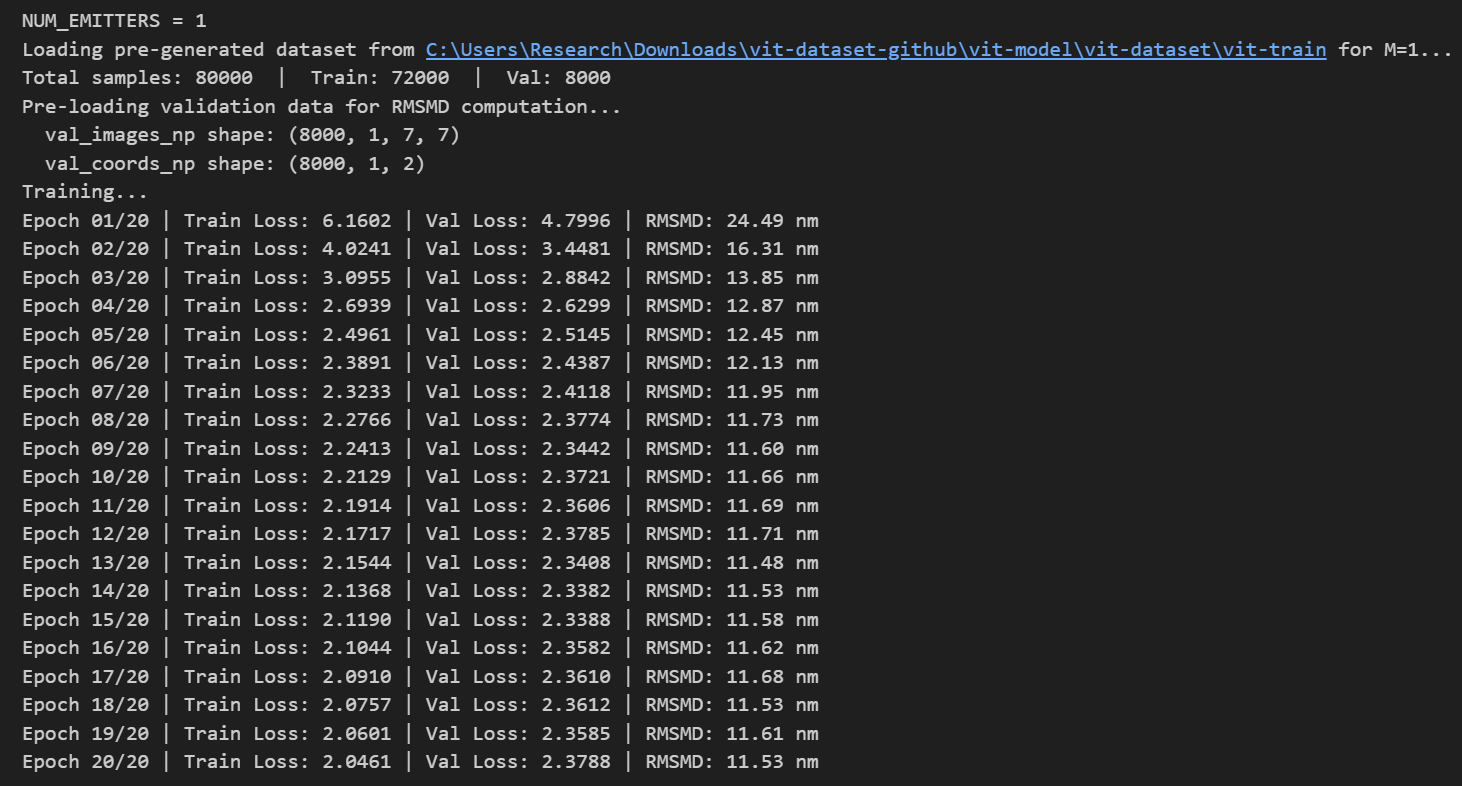 NUM_EMITTERS = 1
Loading pre-generated dataset from C:\Users\Research\Downloads\vit-dataset-github\vit-model\vit-dataset\vit-train for M=1...
Total samples: 80000  |  Train: 72000  |  Val: 8000
Pre-loading validation data for RMSMD computation...
  val_images_np shape: (8000, 1, 7, 7)
  val_coords_np shape: (8000, 1, 2)
Training...
Epoch 01/20 | Train Loss: 6.1602 | Val Loss: 4.7996 | RMSMD: 24.49 nm
Epoch 02/20 | Train Loss: 4.0241 | Val Loss: 3.4481 | RMSMD: 16.31 nm
Epoch 03/20 | Train Loss: 3.0955 | Val Loss: 2.8842 | RMSMD: 13.85 nm
Epoch 04/20 | Train Loss: 2.6939 | Val Loss: 2.6299 | RMSMD: 12.87 nm
Epoch 05/20 | Train Loss: 2.4961 | Val Loss: 2.5145 | RMSMD: 12.45 nm
Epoch 06/20 | Train Loss: 2.3891 | Val Loss: 2.4387 | RMSMD: 12.13 nm
Epoch 07/20 | Train Loss: 2.3233 | Val Loss: 2.4118 | RMSMD: 11.95 nm
Epoch 08/20 | Train Loss: 2.2766 | Val Loss: 2.3774 | RMSMD: 11.73 nm
Epoch 09/20 | Train Loss: 2.2413 | Val Loss: 2.3442 | RMSMD: 11.60 nm
Epoch 10/20 | Train Loss: 2.2129 | Val Loss: 2.3721 | RMSMD: 11.66 nm
Epoch 11/20 | Train Loss: 2.1914 | Val Loss: 2.3606 | RMSMD: 11.69 nm
Epoch 12/20 | Train Loss: 2.1717 | Val Loss: 2.3785 | RMSMD: 11.71 nm
Epoch 13/20 | Train Loss: 2.1544 | Val Loss: 2.3408 | RMSMD: 11.48 nm
Epoch 14/20 | Train Loss: 2.1368 | Val Loss: 2.3382 | RMSMD: 11.53 nm
Epoch 15/20 | Train Loss: 2.1190 | Val Loss: 2.3388 | RMSMD: 11.58 nm
Epoch 16/20 | Train Loss: 2.1044 | Val Loss: 2.3582 | RMSMD: 11.62 nm
Epoch 17/20 | Train Loss: 2.0910 | Val Loss: 2.3610 | RMSMD: 11.68 nm
Epoch 18/20 | Train Loss: 2.0757 | Val Loss: 2.3612 | RMSMD: 11.53 nm
Epoch 19/20 | Train Loss: 2.0601 | Val Loss: 2.3585 | RMSMD: 11.61 nm
Epoch 20/20 | Train Loss: 2.0461 | Val Loss: 2.3788 | RMSMD: 11.53 nm